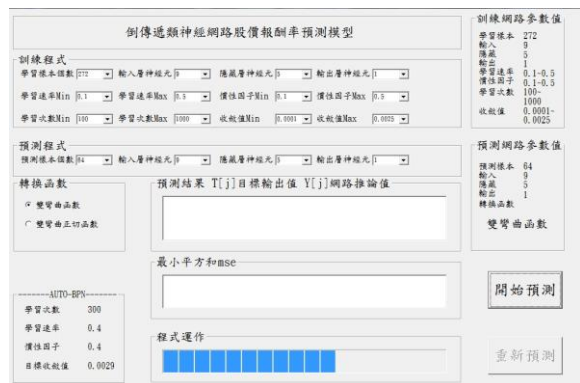 倒傳遞類神經網路股價報酬率預測模型
訓練程式
學習樣本個數 272 輸入層神經元 9 隱藏層神經元 5 輸出層神經元 1
學習速率Min 0.1 學習速率Max 0.5 慣性因子Min 0.1 慣性因子Max 0.5
學習次數Min 100 學習次數Max 1000 收斂值Min 0.0001 收斂值Max 0.0025
預測程式
預測樣本個數 64 輸入層神經元 9 隱藏層神經元 5 輸出層神經元 1
轉換函數
雙彎曲函數
雙彎曲正切函數
預測結果 T[j]目標輸出值 Y[j]網路推論值
最小平方和mse
-------AUTO-BPN-------
學習次數 300
學習速率 0.4
慣性因子 0.4
目標收斂值 0.0029
程式運作
訓練網路參數值
學習樣本 272
輸入 9
隱藏 5
輸出 1
學習速率 0.1~0.5
慣性因子 0.1~0.5
學習次數 100~
1000
收斂值 0.0001~
0.0025
預測網路參數值
預測樣本 64
輸入 9
隱藏 5
輸出 1
轉換函數
雙彎曲函數
開始預測
重新預測